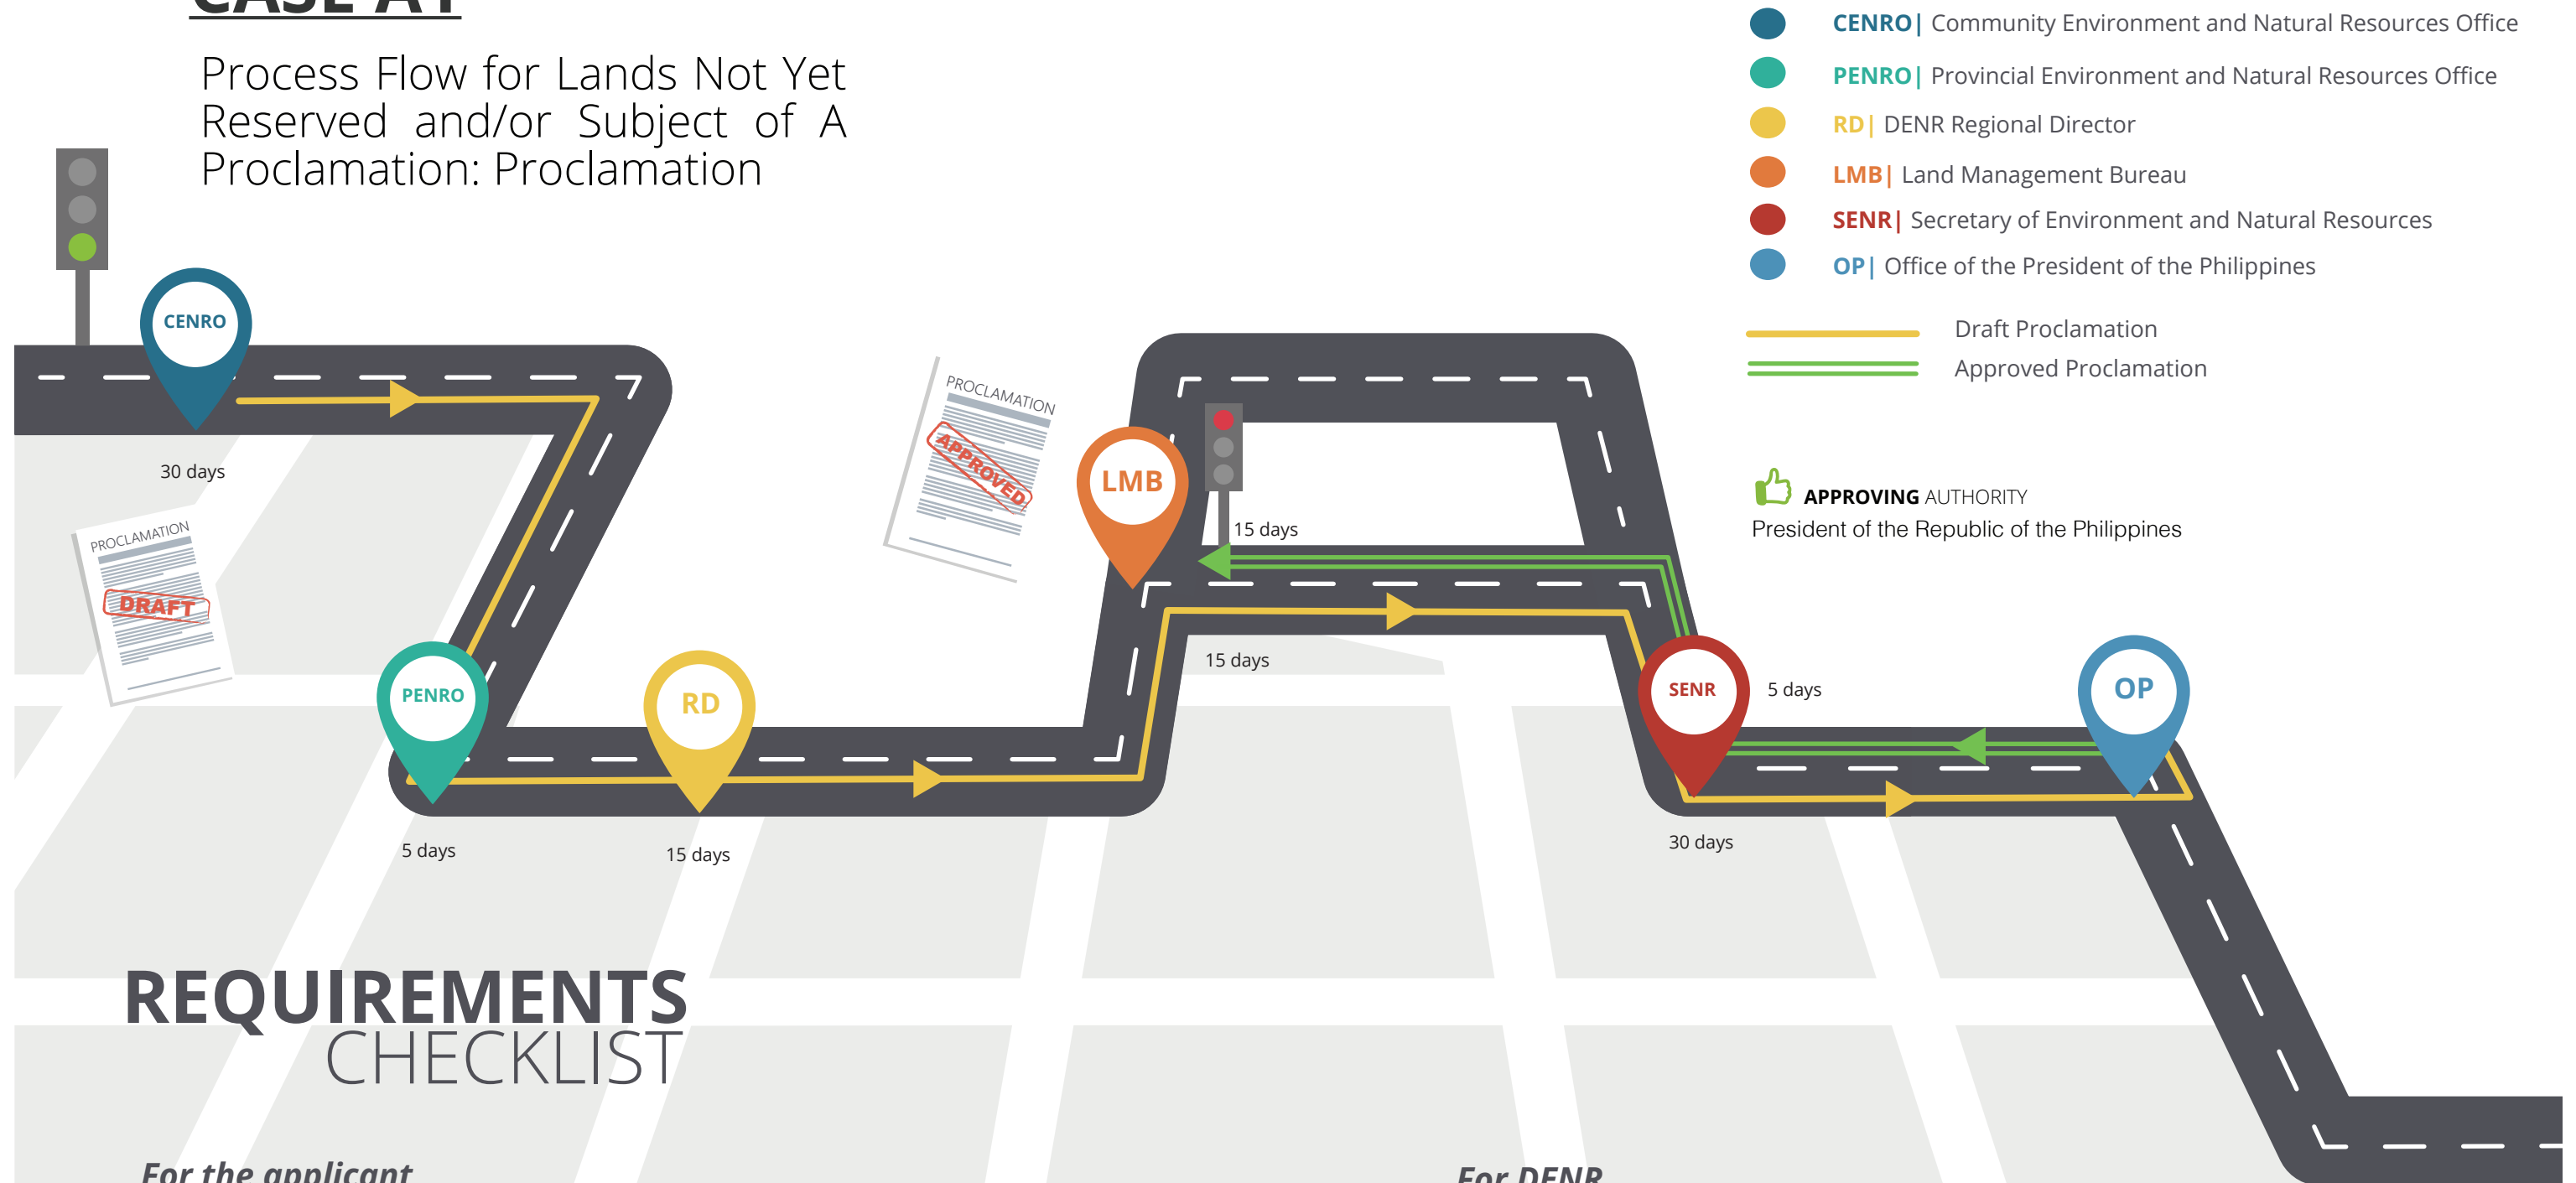 CASE A1
Process Flow for Lands Not Yet
Reserved and/or Subject of A
Proclamation: Proclamation
CENRO| Community Environment and Natural Resources Office
PENRO| Provincial Environment and Natural Resources Office
RD| DENR Regional Director
LMB| Land Management Bureau
SENR| Secretary of Environment and Natural Resources
OP| Office of the President of the Philippines
Draft Proclamation
Approved Proclamation
APPROVING AUTHORITY
President of the Republic of the Philippines
CENRO
30 days
PROCLAMATION
DRAFT
PENRO
5 days
RD
15 days
PROCLAMATION
APPROVED
LMB
15 days
15 days
SENR
5 days
30 days
OP
REQUIREMENTS
CHECKLIST
For the applicant
For DENR